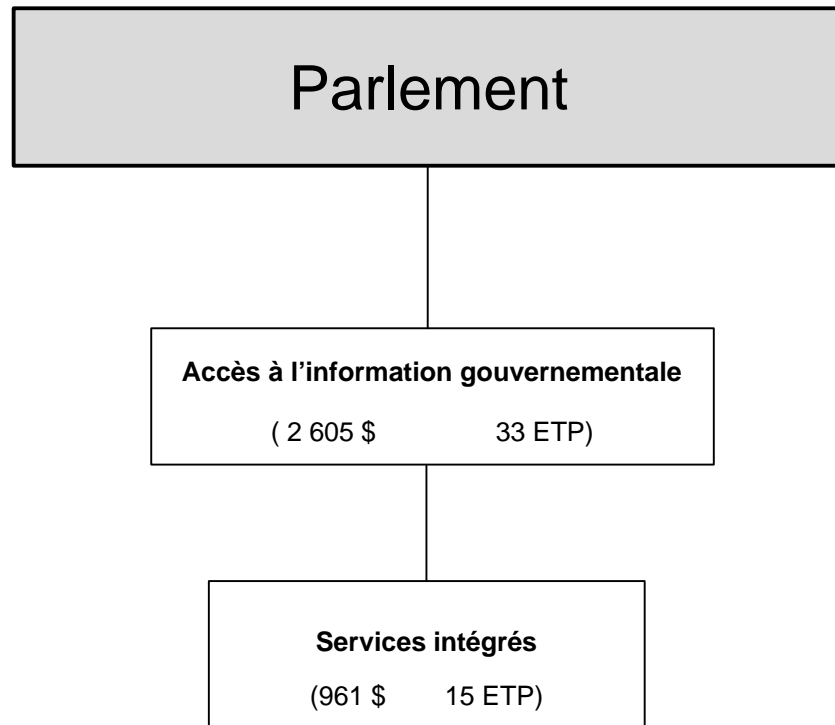 Parlement
Accès à l’information gouvernementale
( 2 605 $ 33 ETP)
Services intégrés
(961 $ 15 ETP)